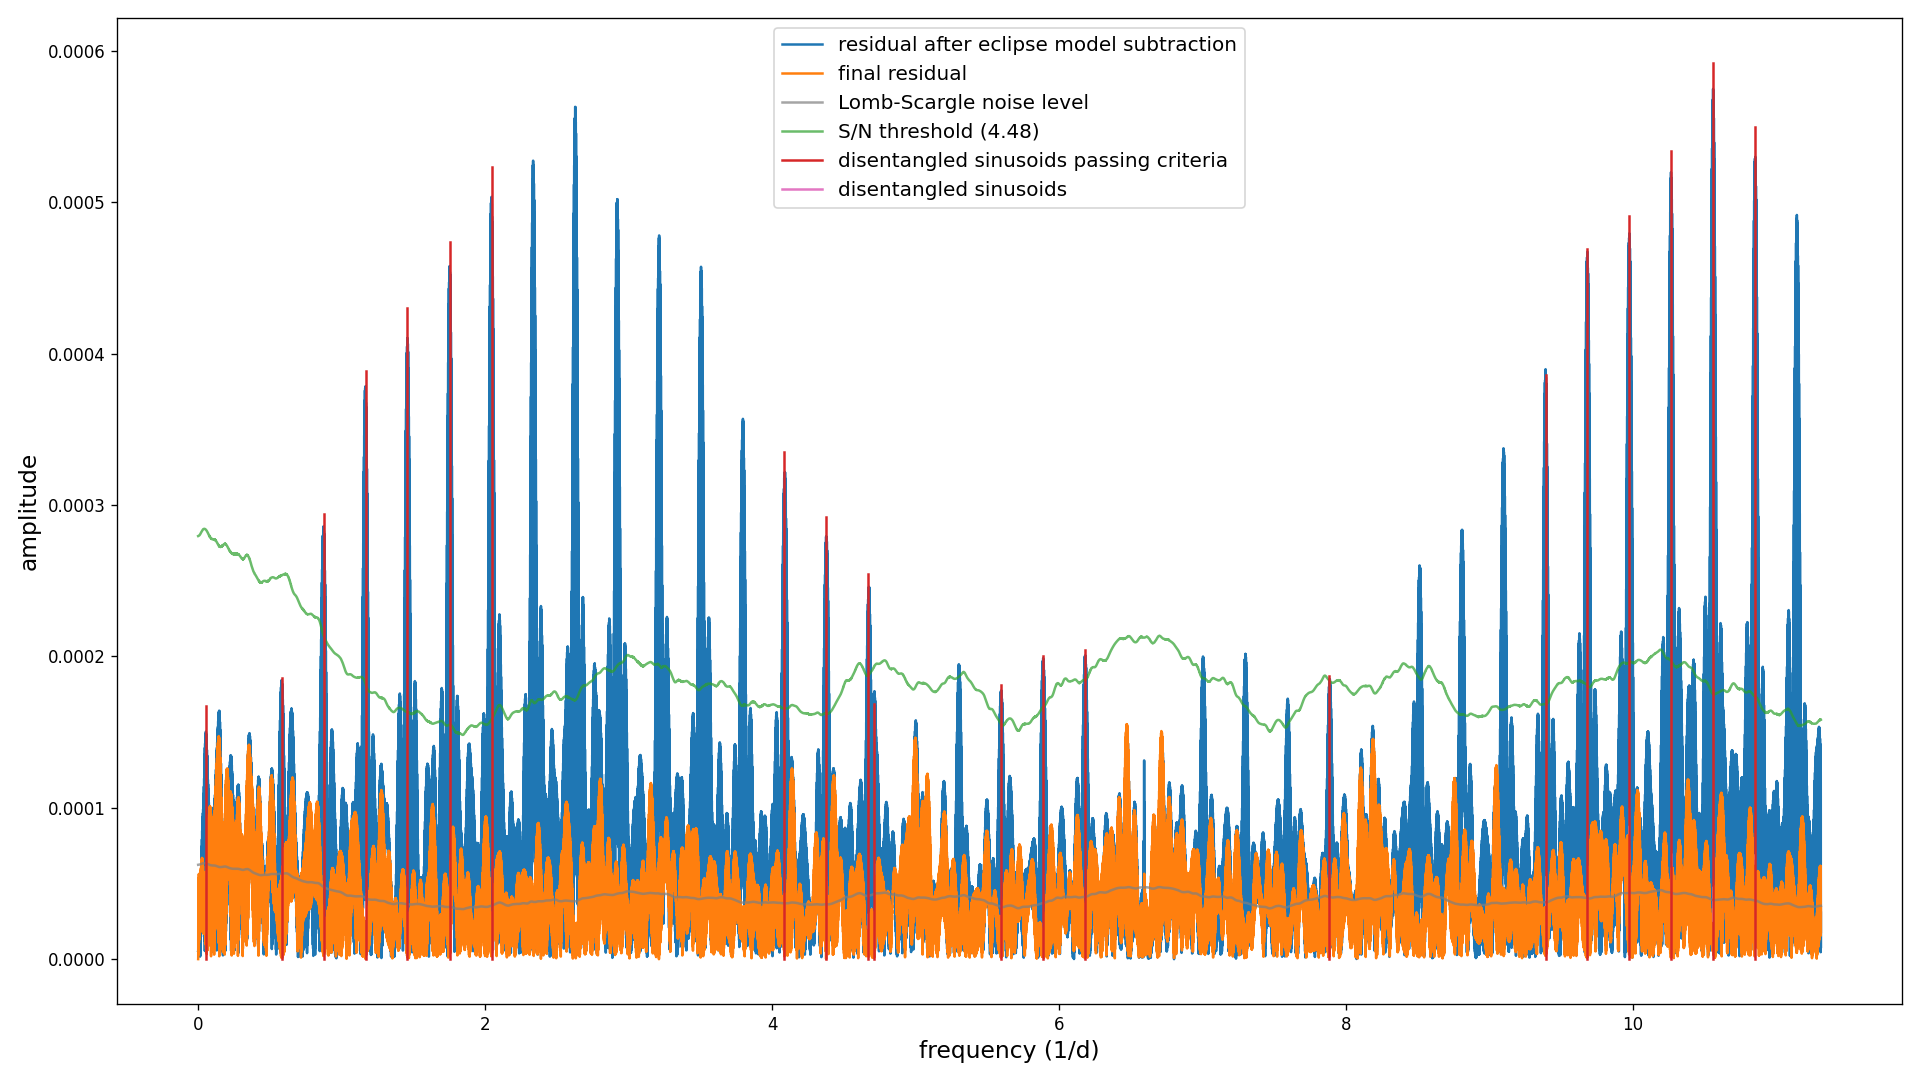 residual after eclipse model subtraction
final residual
Lomb-Scargle noise level
S/N threshold (4.48)
disentangled sinusoids passing criteria
disentangled sinusoids
amplitude
0.0006
0.0005
0.0004
0.0003
0.0002
0.0001
0.0000
0 2 4 6 8 10
frequency (1/d)